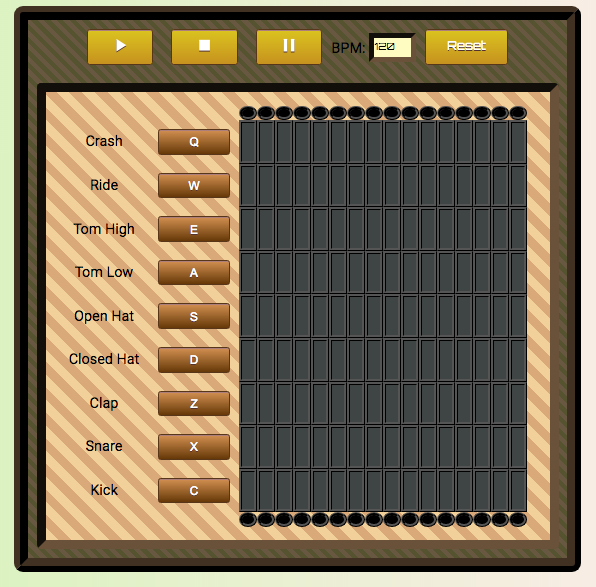 BPM: 120 Reset
Crash Q
Ride W
Tom High E
Tom Low A
Open Hat S
Closed Hat D
Clap Z
Snare X
Kick C